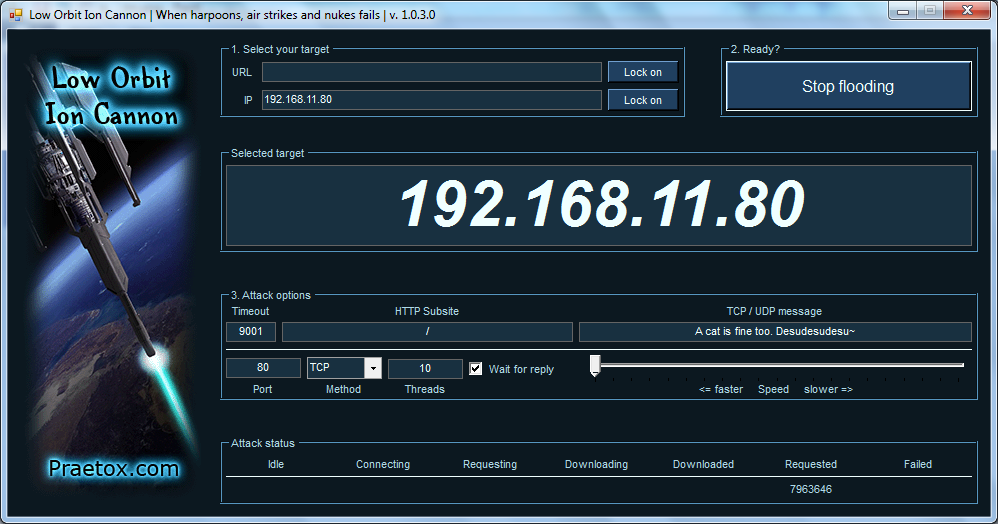 Low Orbit Ion Cannon | When harpoons, air strikes and nukes fails | v. 1.0.3.0
Low Orbit
Ion Cannon
Praetox.com
1. Select your target
URL Lock on
IP 192.168.11.80 Lock on
2. Ready?
Stop flooding
Selected target
192.168.11.80
3. Attack options
Timeout HTTP Subsite TCP / UDP message
9001 / A cat is fine too. Desudesudesu~
80 TCP 10 Wait for reply
Port Method Threads <= faster Speed slower =>
Attack status
Idle Connecting Requesting Downloading Downloaded Requested Failed
7963646